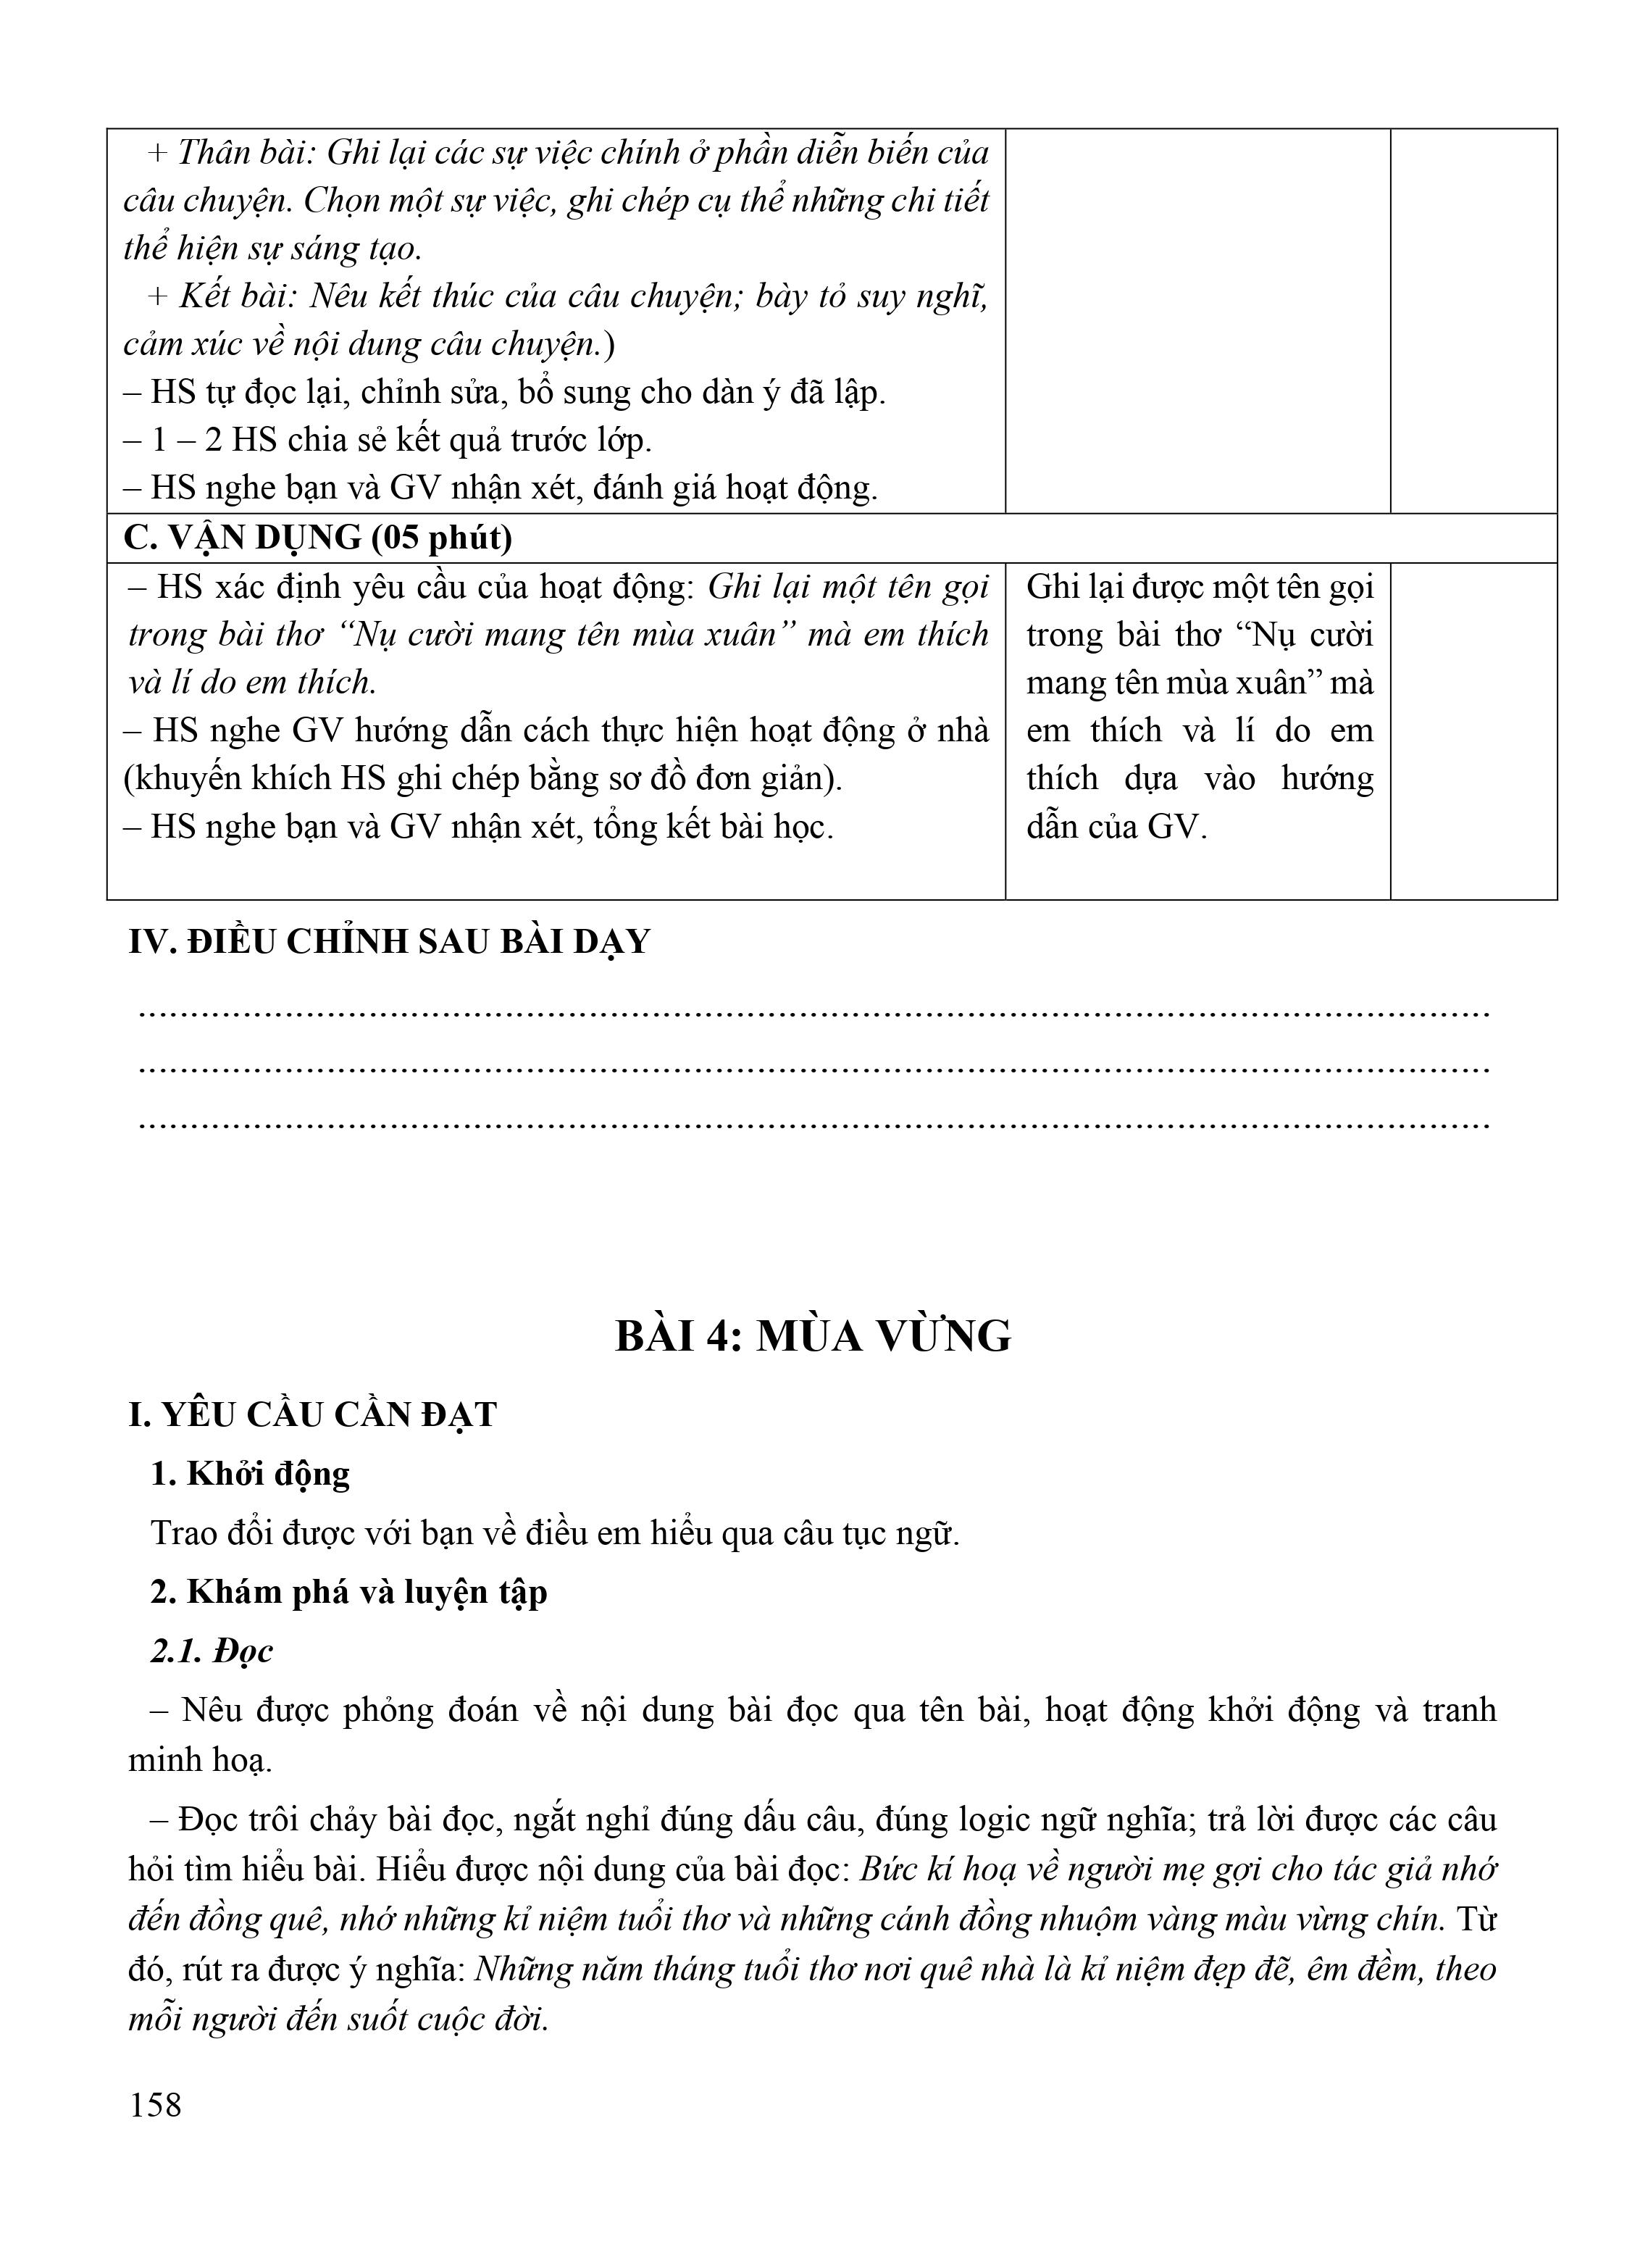 + Thân bài: Ghi lại các sự việc chính ở phần diễn biến của
câu chuyện. Chọn một sự việc, ghi chép cụ thể những chi tiết
thể hiện sự sáng tạo.
+ Kết bài: Nêu kết thúc của câu chuyện; bày tỏ suy nghĩ,
cảm xúc về nội dung câu chuyện.)
– HS tự đọc lại, chỉnh sửa, bổ sung cho dàn ý đã lập.
– 1 – 2 HS chia sẻ kết quả trước lớp.
– HS nghe bạn và GV nhận xét, đánh giá hoạt động.
C. VẬN DỤNG (05 phút)
– HS xác định yêu cầu của hoạt động: Ghi lại một tên gọi
trong bài thơ “Nụ cười mang tên mùa xuân” mà em thích
và lí do em thích.
– HS nghe GV hướng dẫn cách thực hiện hoạt động ở nhà
(khuyến khích HS ghi chép bằng sơ đồ đơn giản).
– HS nghe bạn và GV nhận xét, tổng kết bài học.
Ghi lại được một tên gọi
trong bài thơ “Nụ cười
mang tên mùa xuân” mà
em thích và lí do em
thích dựa vào hướng
dẫn của GV.
IV. ĐIỀU CHỈNH SAU BÀI DẠY
BÀI 4: MÙA VỪNG
I. YÊU CẦU CẦN ĐẠT
1. Khởi động
Trao đổi được với bạn về điều em hiểu qua câu tục ngữ.
2. Khám phá và luyện tập
2.1. Đọc
– Nêu được phỏng đoán về nội dung bài đọc qua tên bài, hoạt động khởi động và tranh
minh hoạ.
– Đọc trôi chảy bài đọc, ngắt nghỉ đúng dấu câu, đúng logic ngữ nghĩa; trả lời được các câu
hỏi tìm hiểu bài. Hiểu được nội dung của bài đọc: Bức kí hoạ về người mẹ gợi cho tác giả nhớ
đến đồng quê, nhớ những kỉ niệm tuổi thơ và những cánh đồng nhuộm vàng màu vừng chín. Từ
đó, rút ra được ý nghĩa: Những năm tháng tuổi thơ nơi quê nhà là kỉ niệm đẹp đẽ, êm đềm, theo
mỗi người đến suốt cuộc đời.
158